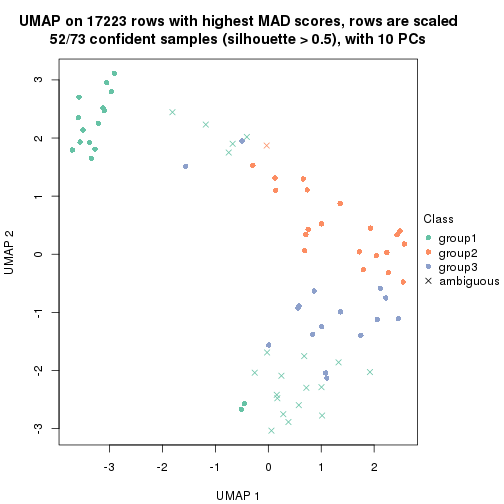 UMAP on 17223 rows with highest MAD scores, rows are scaled
52/73 confident samples (silhouette > 0.5), with 10 PCs
3
2
1
0
-1
-2
-3
UMAP 2
-3 -2 -1 0 1 2
UMAP 1
Class
group1
group2
group3
ambiguous